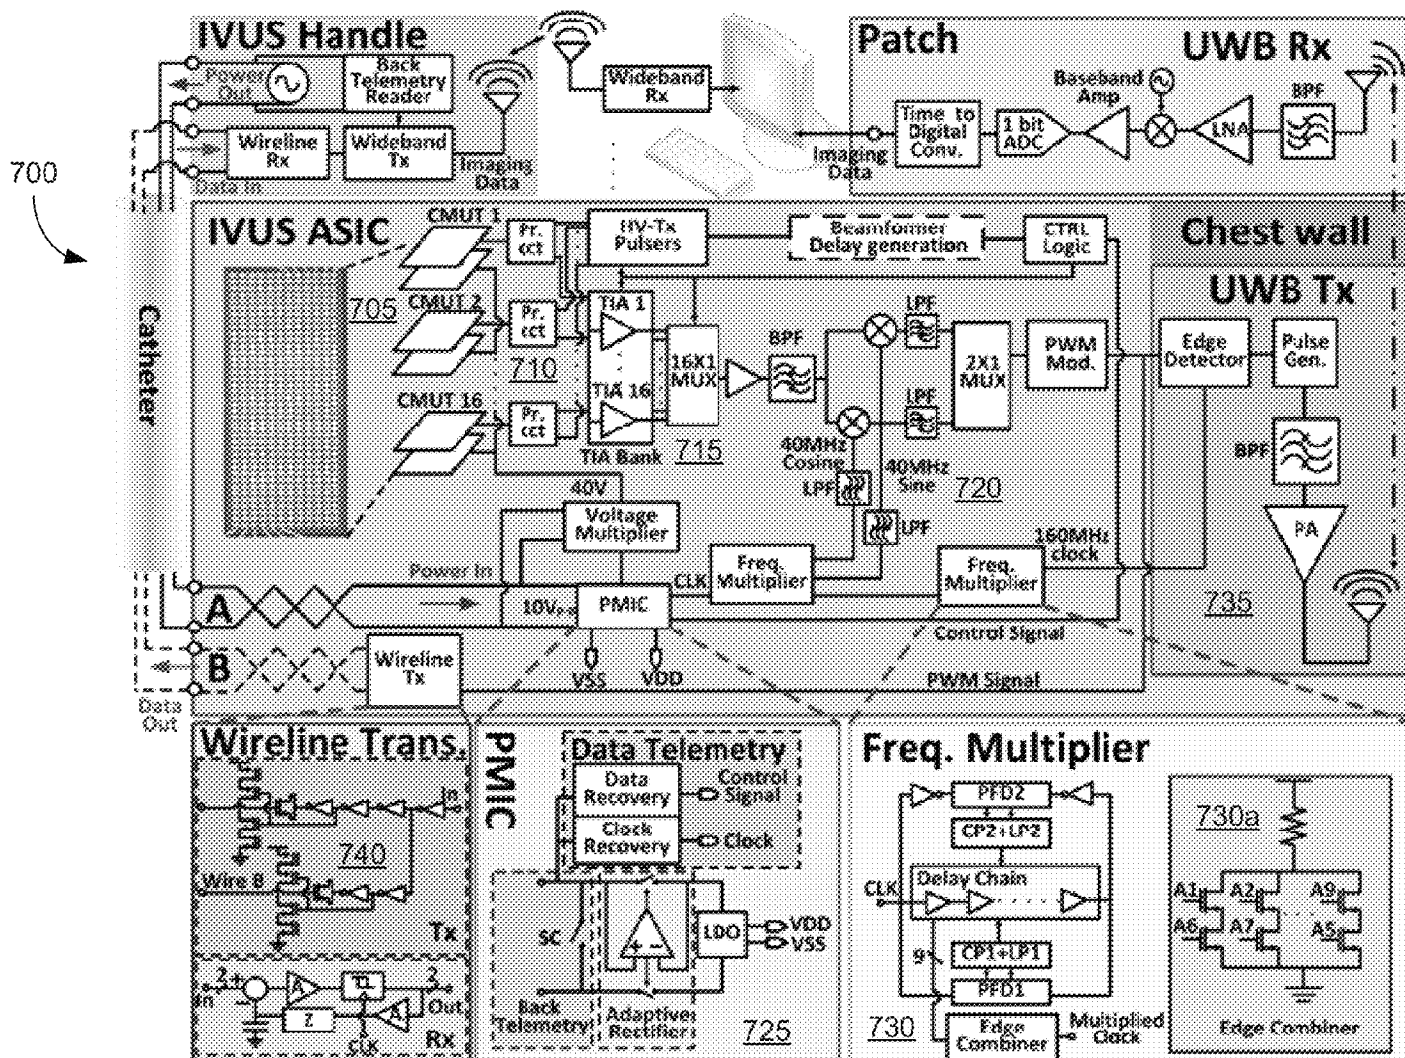 IVUS Handle
Power
Out
Back
Telemetry
Reader
Wireline
Rx
Wideband
Tx
Data In
Imaging
Data
Wideband
Rx
Patch
UWB Rx
Baseband
Amp
BPF
Time to
Digital
Conv.
1 bit
ADC
LNA
Imaging
Data
700
Catheter
IVUS ASIC
CMUT 1
Pr.
cct
HV-Tx
Pulsers
Beamformer
Delay generation
CTRL
Logic
Chest wall
UWB Tx
705
CMUT 2
Pr.
cct
710
TIA 1
TIA 16
TIA Bank
16X1
MUX
715
BPF
LPF
LPF
2X1
MUX
PWM
Mod.
Edge
Detector
Pulse
Gen.
CMUT 16
Pr.
cct
40MHz
Cosine
LPF
40MHz
Sine
LPF
720
BPF
PA
40V
Voltage
Multiplier
Power In
A
10Vp-p
PMIC
CLK
Freq.
Multiplier
Freq.
Multiplier
160MHz
clock
735
Control Signal
B
Wireline
Tx
VSS
VDD
PWM Signal
Data
Out
Wireline Trans.
In
740
Wire B
Tx
2
+
-
In
A
Z
A
CLK
2
Out
Rx
PMIC
Data Telemetry
Data
Recovery
Control
Signal
Clock
Recovery
Clock
SC
+
-
LDO
VDD
VSS
Back
Telemetry
Adaptive
Rectifier
725
Freq. Multiplier
PFD2
CP2+LP2
Delay Chain
CLK
9
CP1+LP1
PFD1
730
Edge
Combiner
Multiplied
Clock
730a
A1
A2
A9
A6
A7
A5
Edge Combiner